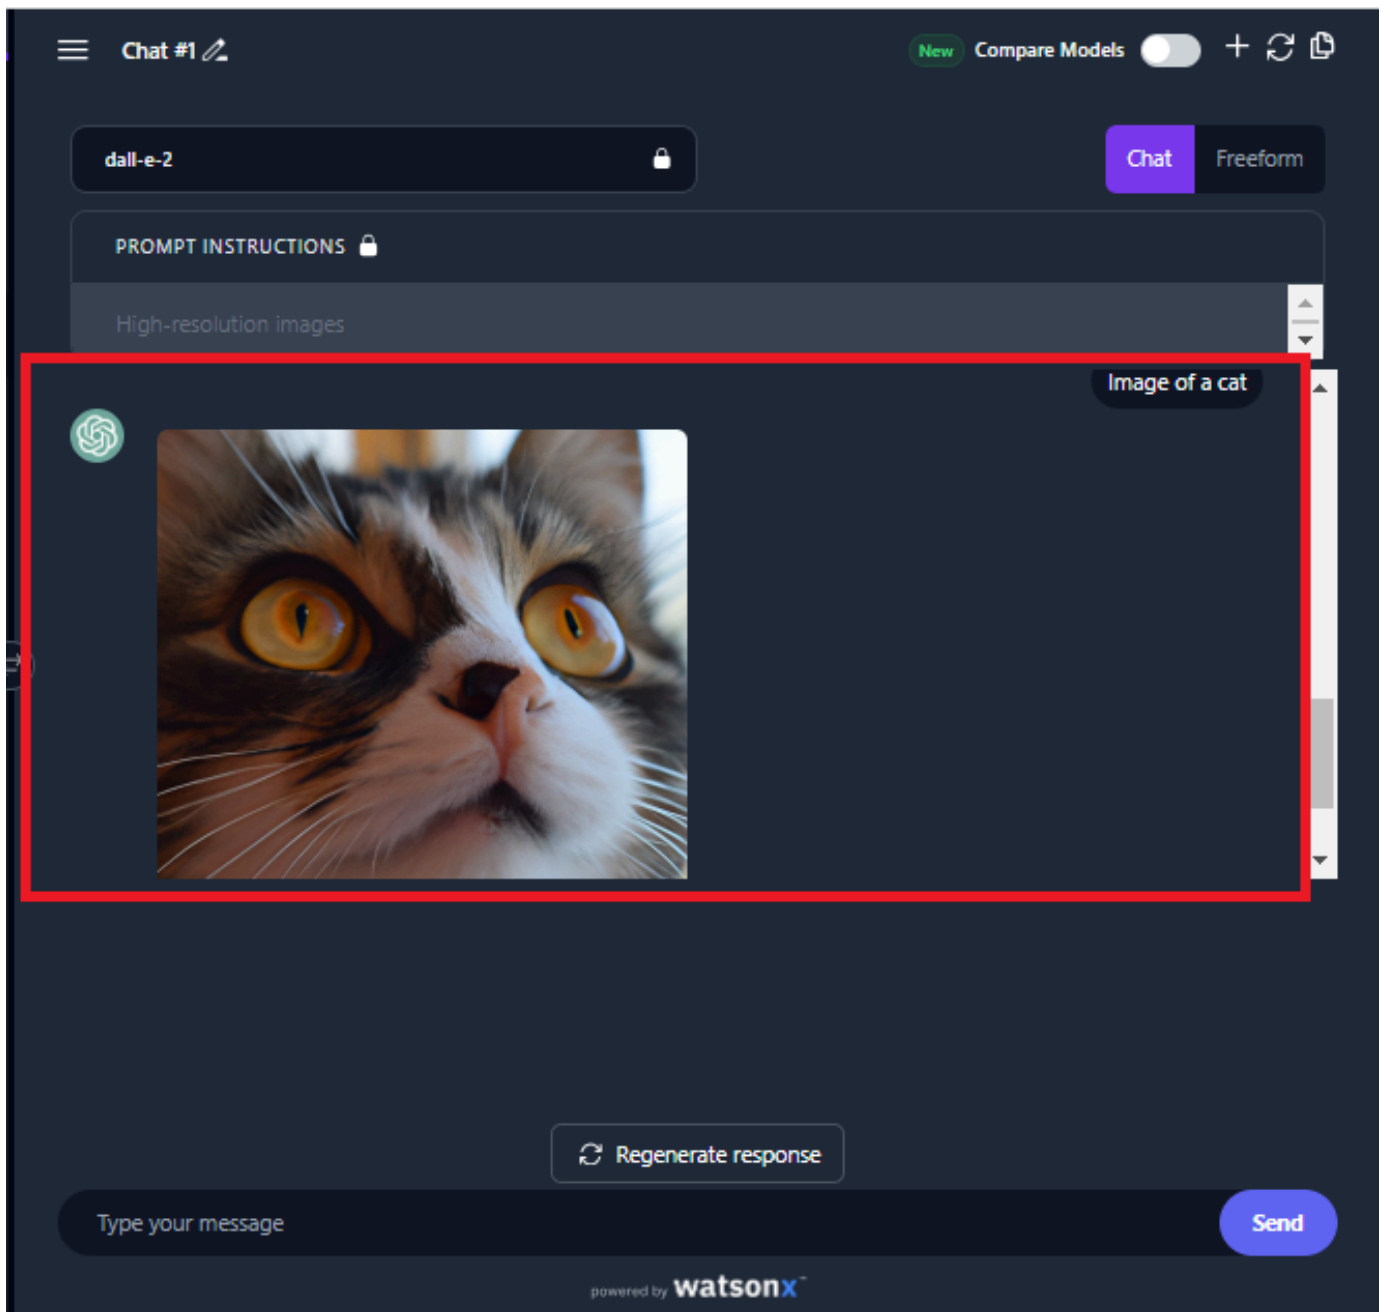 Chat #1
New Compare Models
dall-e-2
Chat Freeform
PROMPT INSTRUCTIONS
High-resolution images
Image of a cat
Regenerate response
Type your message
Send
powered by watsonx™